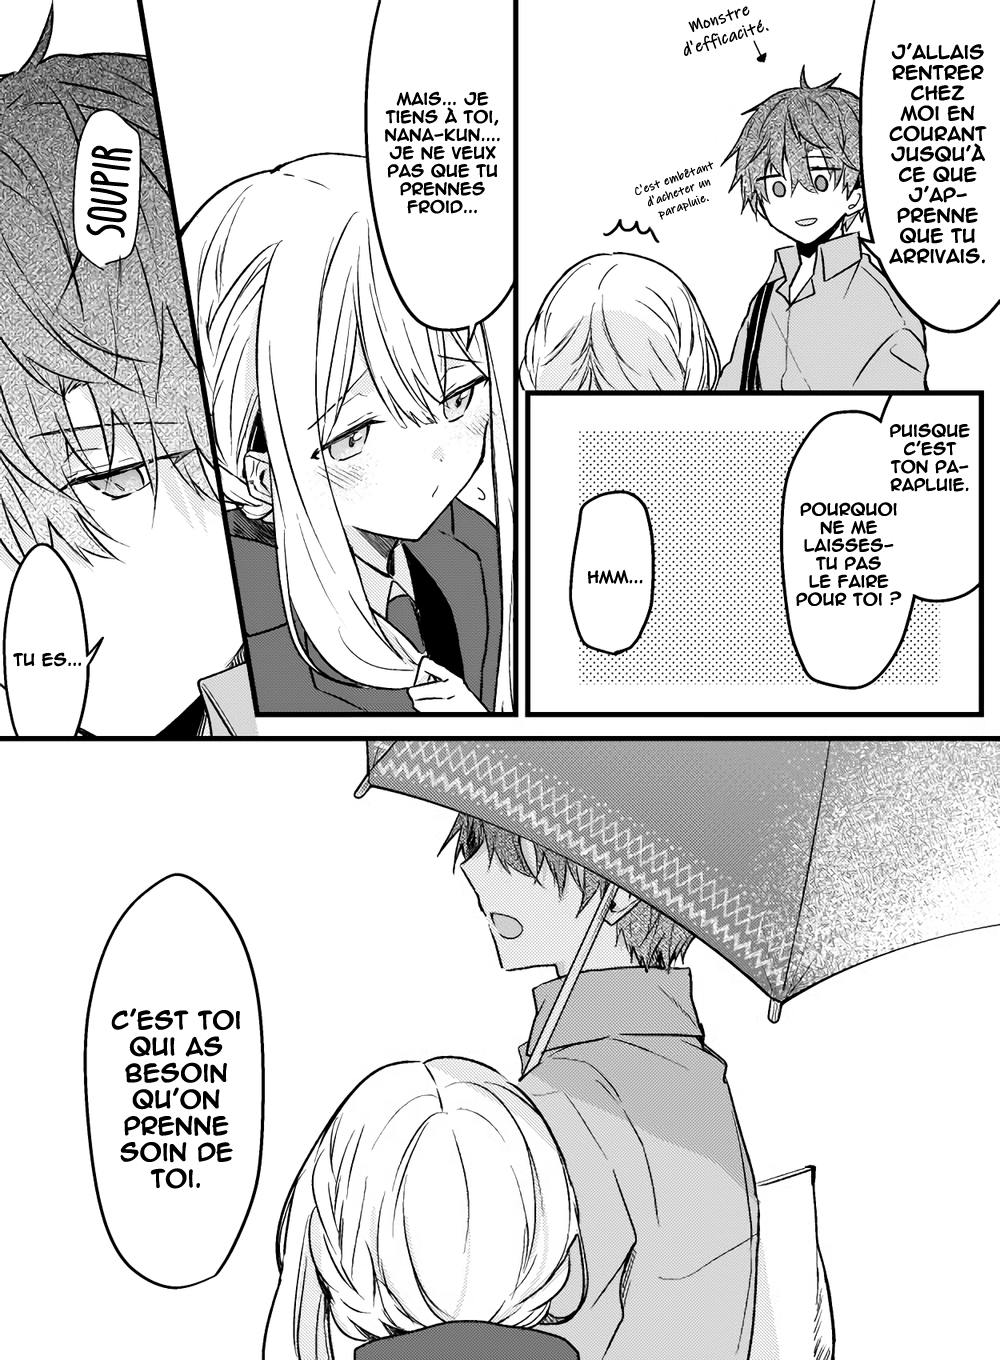 J'ALLAIS
RENTRER
CHEZ
MOI EN
COURANT
JUSQU'À
CE QUE
J'AP-
PRENNE
QUE TU
ARRIVAIS.
Monstre
d'efficacité.
C'est embêtant
d'acheter un
parapluie.
PUISQUE
C'EST
TON PA-
RAPLUIE.
POURQUOI
NE ME
LAISSES-
TU PAS
LE FAIRE
POUR TOI ?
HMM...
MAIS... JE
TIENS À TOI,
NANA-KUN....
JE NE VEUX
PAS QUE TU
PRENNES
FROID...
SOUPIR
TU ES...
C'EST TOI
QUI AS
BESOIN
QU'ON
PRENNE
SOIN DE
TOI.